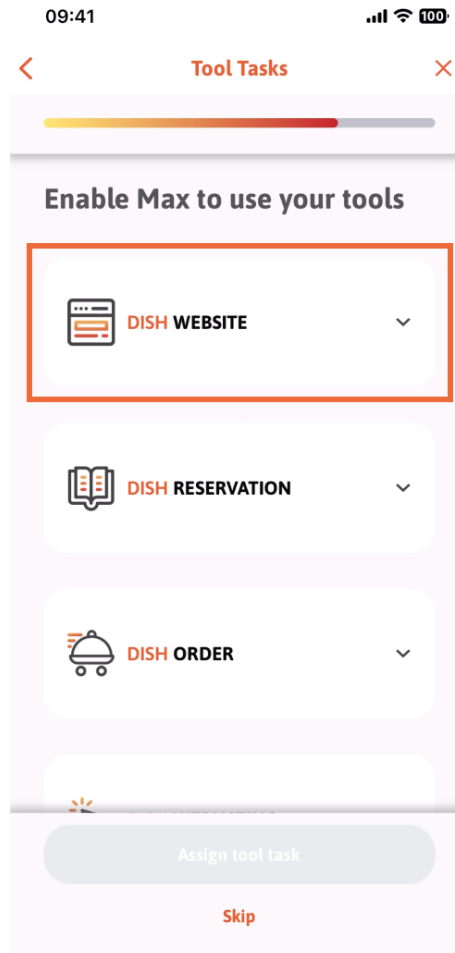 09:41
100
Tool Tasks
Enable Max to use your tools
DISH WEBSITE
DISH RESERVATION
DISH ORDER
Assign tool task
Skip